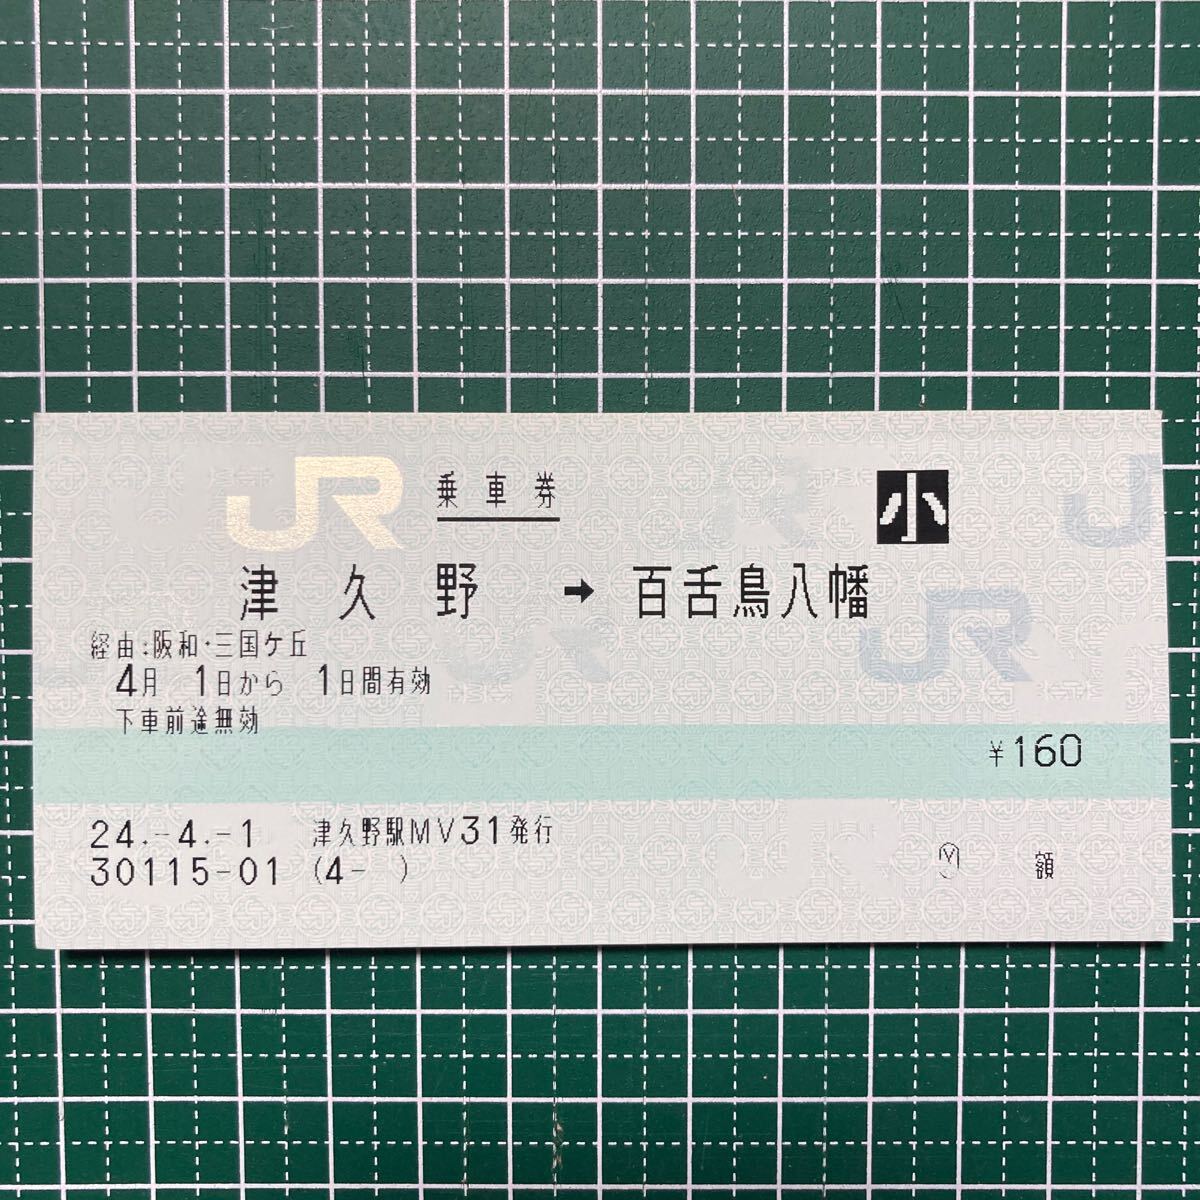 JR 乗車券 小
津久野 → 百舌鳥八幡
経由:阪和・三国ケ丘
4月 1日から 1日間有効
下車前途無効
¥160
24.-4.-1 津久野駅MV31発行
30115-01 (4- ) Ⓜ 額